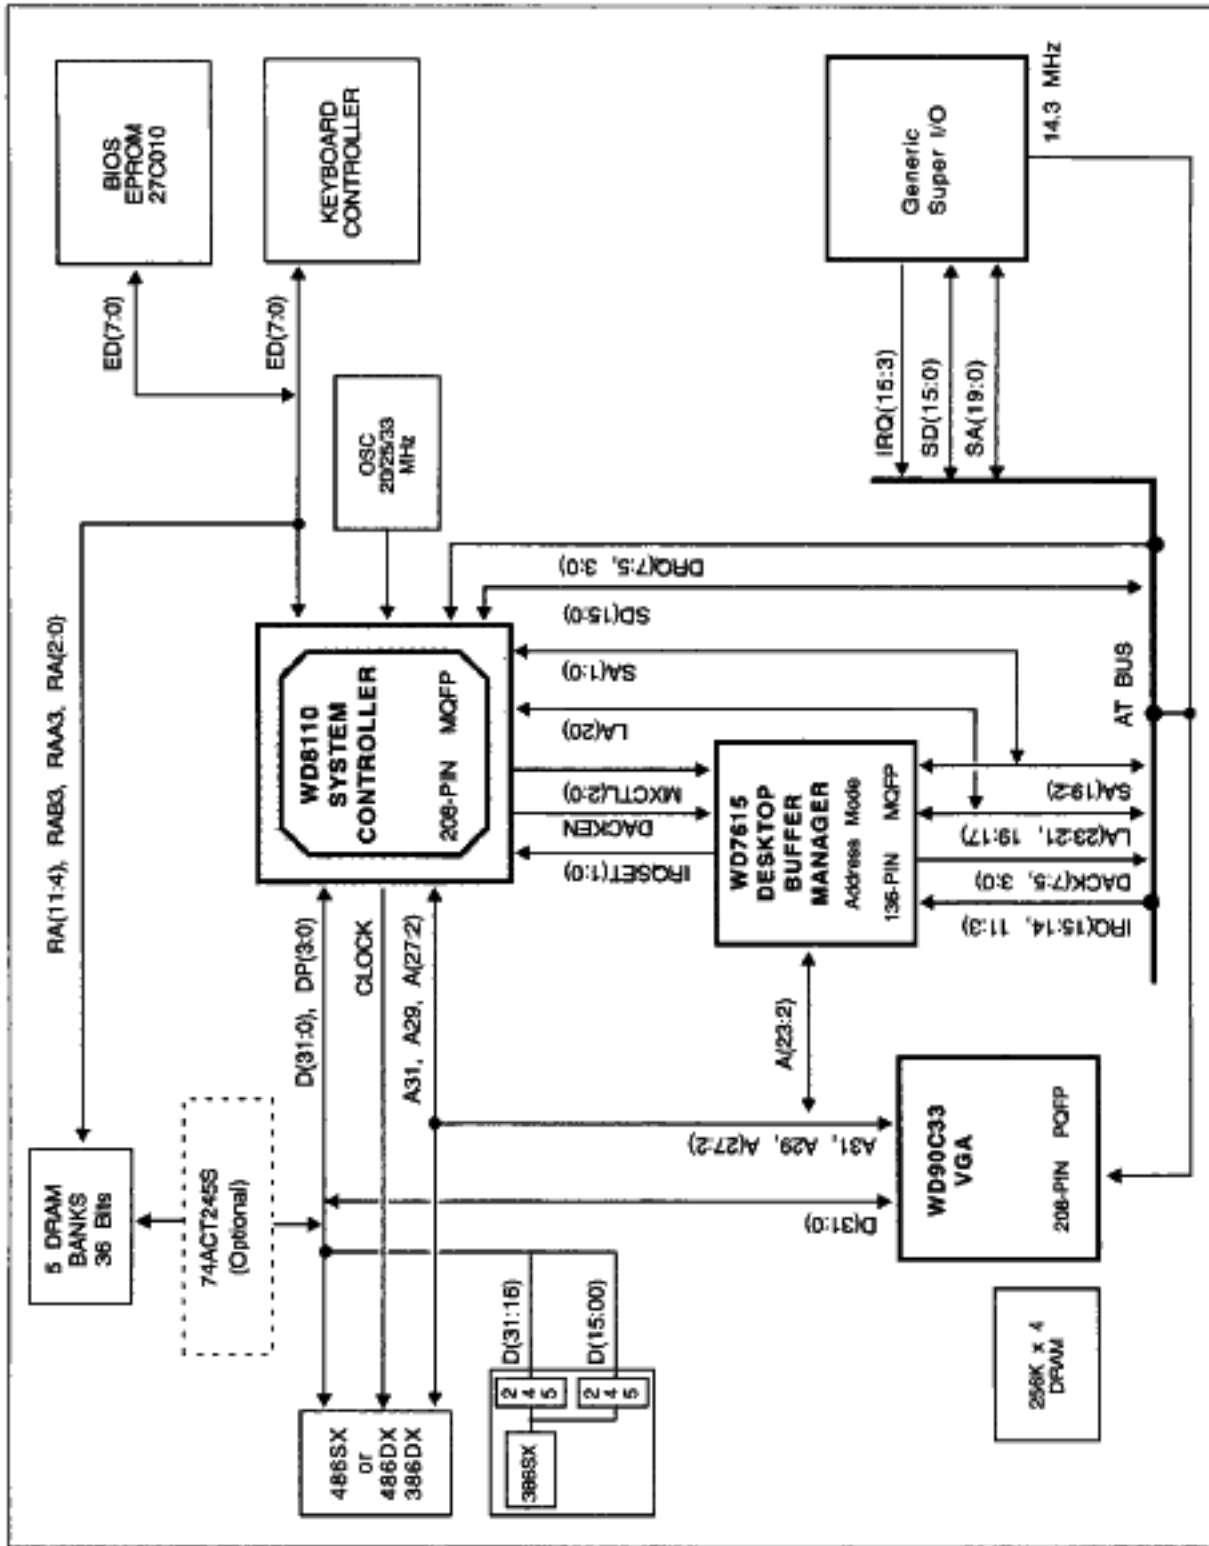 486SX
or
486DX
386DX
386SX
2
4
5
2
4
5
D(31:16)
D(15:00)
5 DRAM
BANKS
36 Bits
74ACT245S
(Optional)
RA(11:4), RAB3, RAA3, RA(2:0)
D(31:0), DP(3:0)
CLOCK
A31, A29, A(27:2)
WD8110
SYSTEM
CONTROLLER
208-PIN MQFP
OSC
20/25/33
MHz
ED(7:0)
ED(7:0)
BIOS
EPROM
27C010
KEYBOARD
CONTROLLER
D(31:0)
A31, A29, A(27:2)
A(23:2)
IRQSET(1:0)
DACKEN
MXCTL(2:0)
LA(20)
SA(1:0)
SD(15:0)
DRQ(7:5, 3:0)
WD7615
DESKTOP
BUFFER
MANAGER
Address Mode
136-PIN MQFP
IRQ(15:14,
11:3)
DACK(7:5,
3:0)
LA(23:21,
19:17)
SA(19:2)
AT BUS
IRQ(15:3)
SD(15:0)
SA(19:0)
Generic
Super I/O
14.3 MHz
WD90C33
VGA
208-PIN PQFP
256K x 4
DRAM